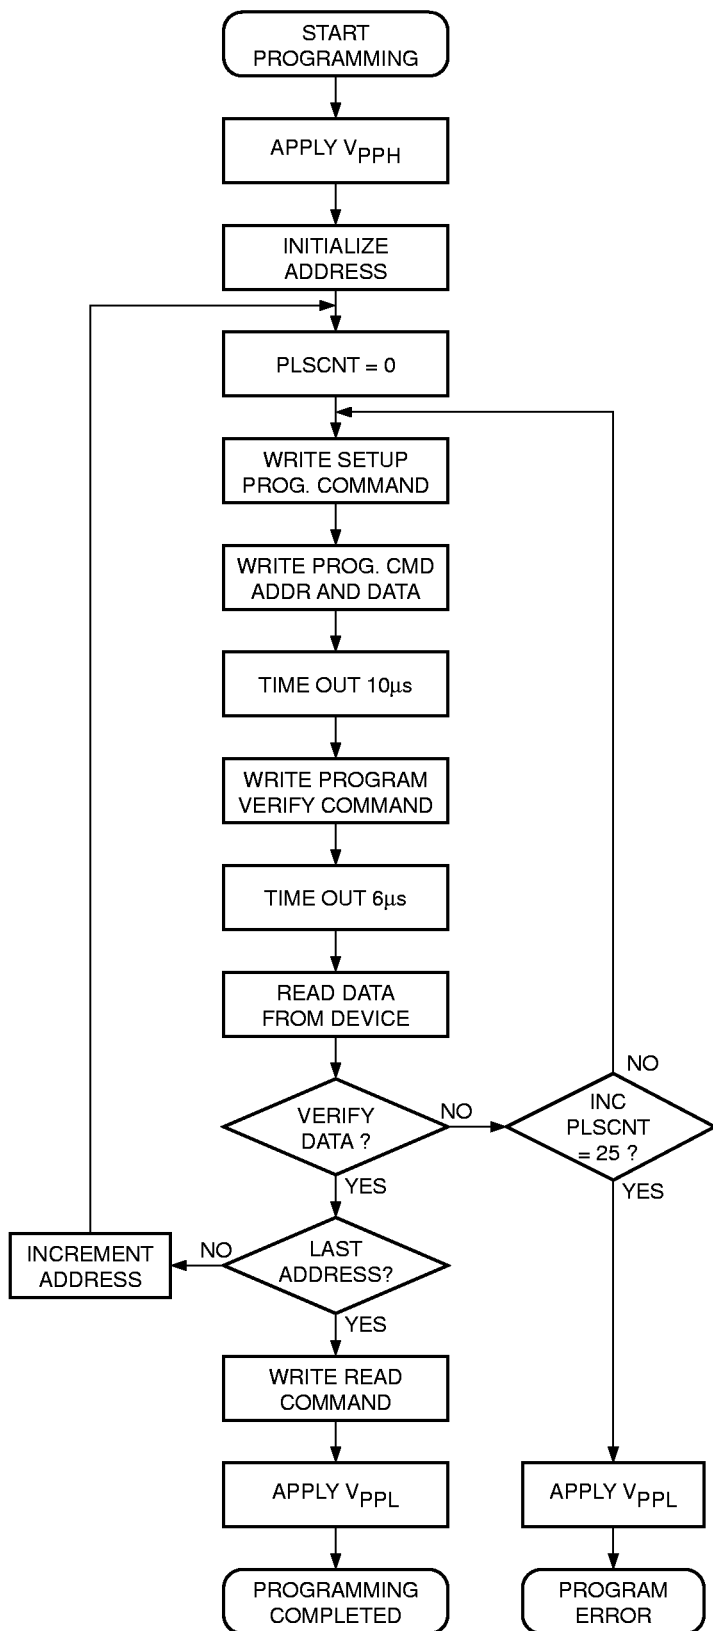 START
PROGRAMMING
APPLY VPPH
INITIALIZE
ADDRESS
PLSCNT = 0
WRITE SETUP
PROG. COMMAND
WRITE PROG. CMD
ADDR AND DATA
TIME OUT 10μs
WRITE PROGRAM
VERIFY COMMAND
TIME OUT 6μs
READ DATA
FROM DEVICE
VERIFY
DATA ?
NO
INC
PLSCNT
= 25 ?
NO
YES
YES
LAST
ADDRESS?
NO
INCREMENT
ADDRESS
YES
WRITE READ
COMMAND
APPLY VPPL
APPLY VPPL
PROGRAMMING
COMPLETED
PROGRAM
ERROR